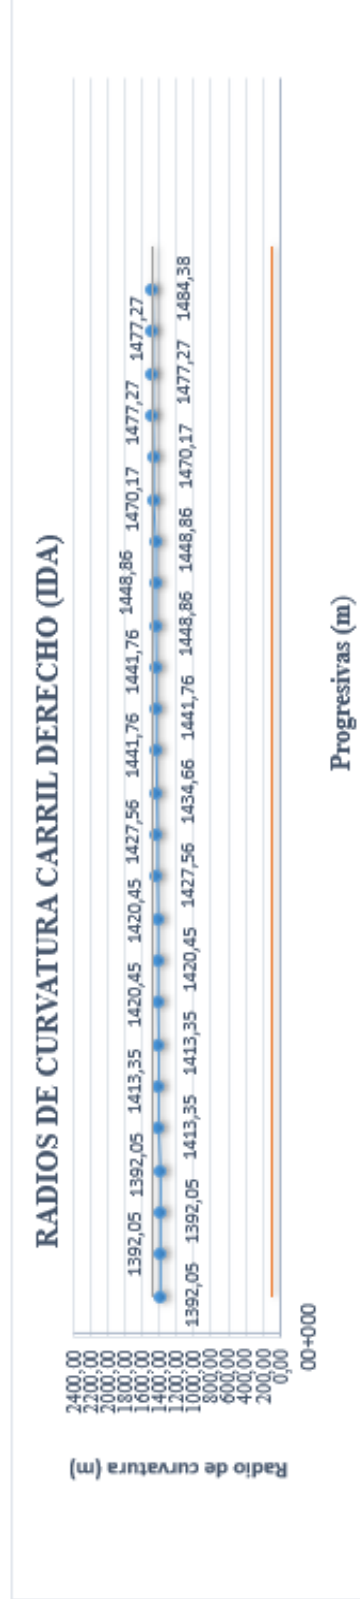 RADIOS DE CURVATURA CARRIL DERECHO (IDA)
Radio de curvatura (m)
2400,00
2200,00
2000,00
1800,00
1600,00
1400,00
1200,00
1000,00
800,00
600,00
400,00
200,00
0,00
1392,05 1392,05 1413,35 1420,45 1420,45 1427,56 1441,76 1441,76 1448,86 1470,17 1477,27 1477,27
1392,05 1392,05 1413,35 1413,35 1420,45 1427,56 1434,66 1441,76 1448,86 1448,86 1470,17 1477,27 1484,38
00+000
Progresivas (m)